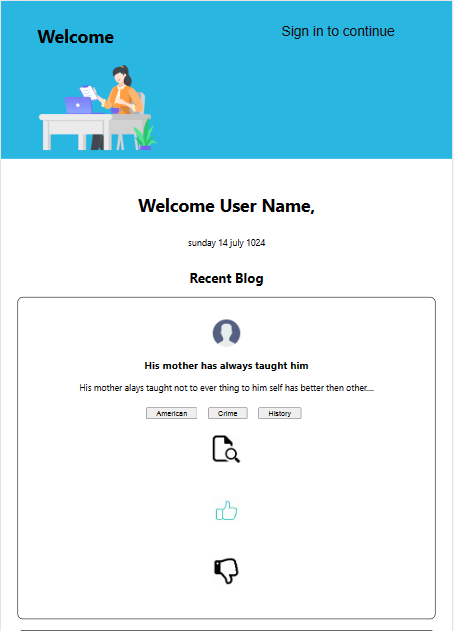 Welcome
Sign in to continue
Welcome User Name,
sunday 14 july 1024
Recent Blog
His mother has always taught him
His mother alays taught not to ever thing to him self has better then other....
American Crime History